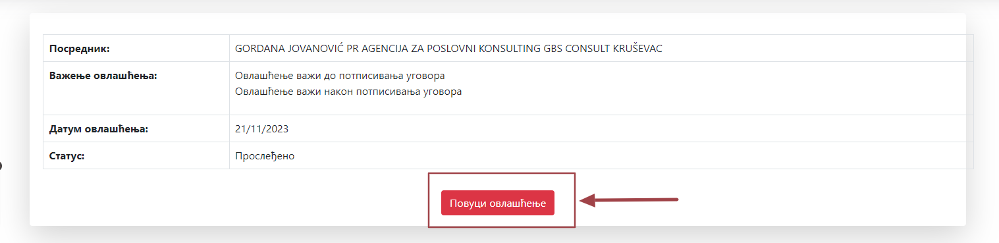 Посредник: GORDANA JOVANOVIĆ PR AGENCIJA ZA POSLOVNI KONSULTING GBS CONSULT KRUŠEVAC
Важење овлашћења: Овлашћење важи до потписивања уговора
Овлашћење важи након потписивања уговора
Датум овлашћења: 21/11/2023
Статус: Прослеђено
Повуци овлашћење